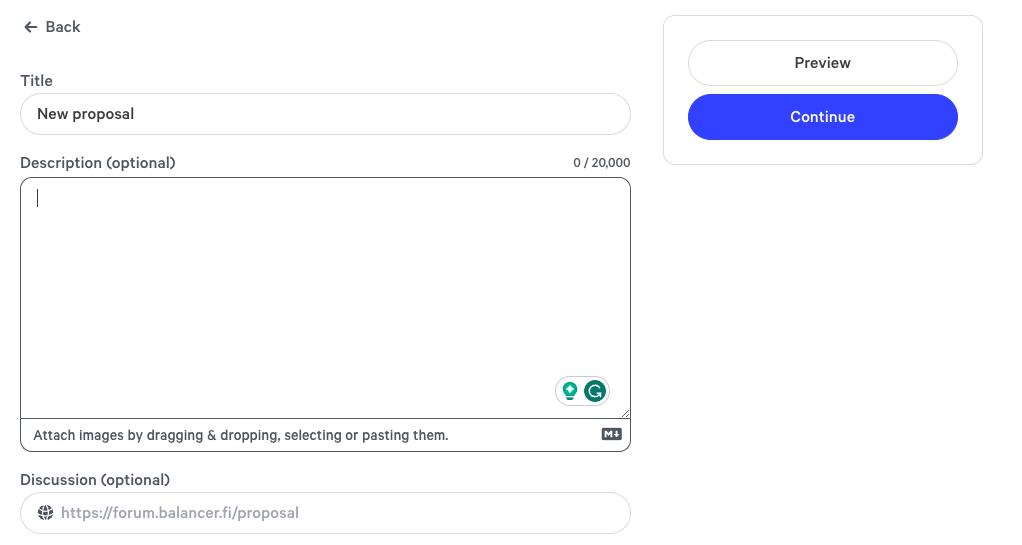 Back
Title
New proposal
Description (optional)
0 / 20,000
Attach images by dragging & dropping, selecting or pasting them.
M
Discussion (optional)
https://forum.balancer.fi/proposal
Preview
Continue